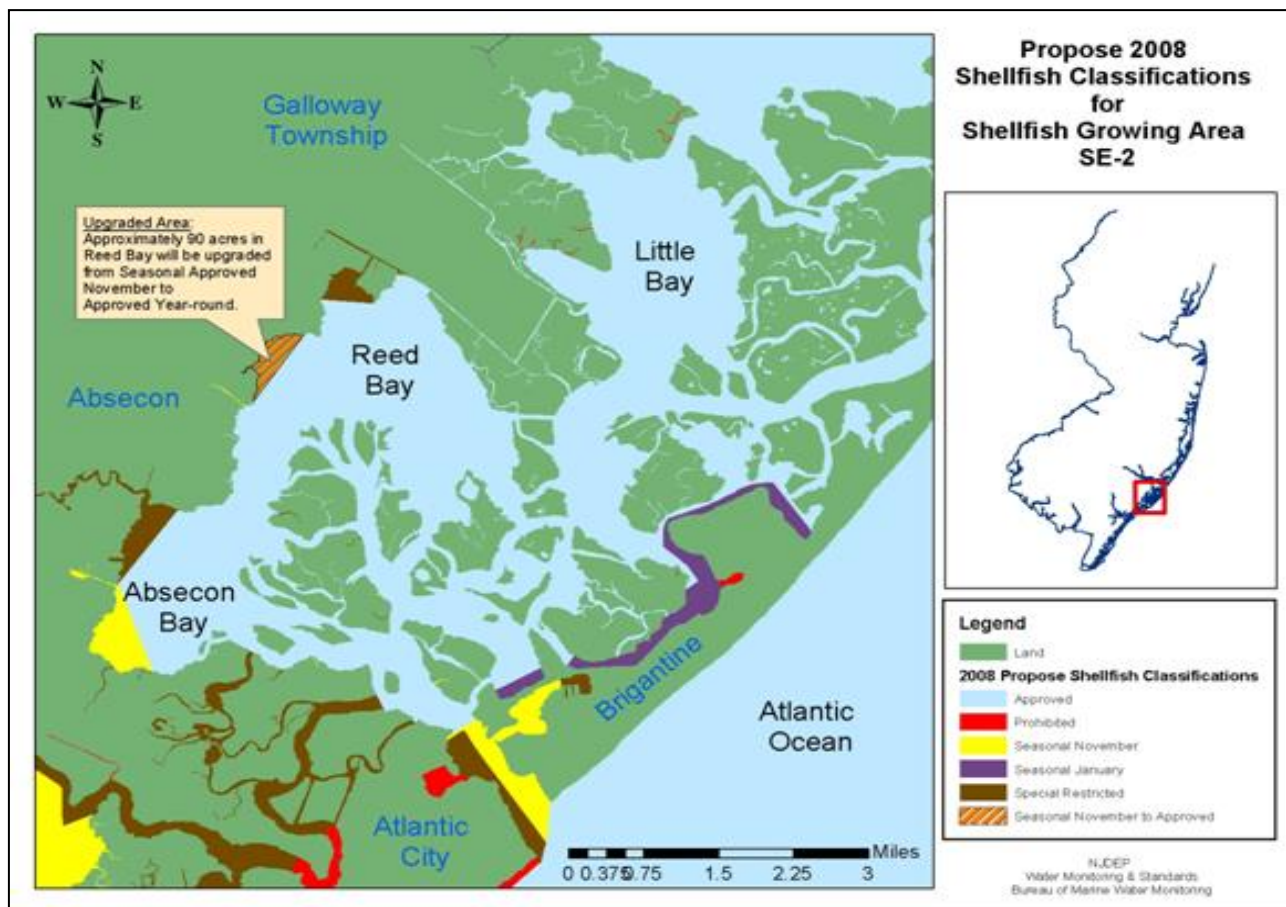 Propose 2008
Shellfish Classifications
for
Shellfish Growing Area
SE-2
N
W E
S
Galloway
Township
Upgraded Area:
Approximately 90 acres in
Reed Bay will be upgraded
from Seasonal Approved
November to
Approved Year-round.
Little
Bay
Reed
Bay
Absecon
Absecon
Bay
Brigantine
Atlantic
Ocean
Atlantic
City
Miles
0 0.375 0.75 1.5 2.25 3
Legend
Land
2008 Propose Shellfish Classifications
Approved
Prohibited
Seasonal November
Seasonal January
Special Restricted
Seasonal November to Approved
NJDEP
Water Monitoring & Standards
Bureau of Marine Water Monitoring